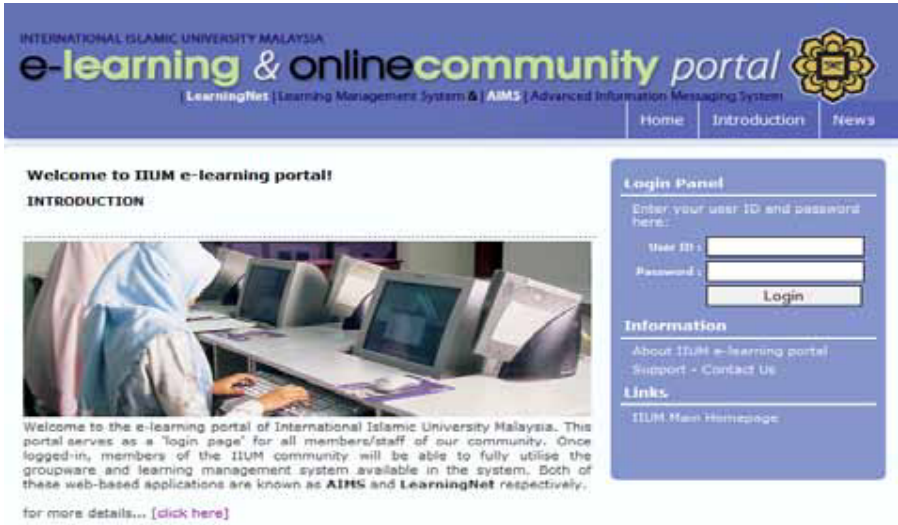 INTERNATIONAL ISLAMIC UNIVERSITY MALAYSIA
e-learning & onlinecommunity portal
| LearningNet | Learning Management System & | AIMS | Advanced Information Messaging System
Home Introduction News
Welcome to IIUM e-learning portal!
INTRODUCTION
Welcome to the e-learning portal of International Islamic University Malaysia. This
portal serves as a 'login page' for all members/staff of our community. Once
logged-in, members of the IIUM community will be able to fully utilise the
groupware and learning management system available in the system. Both of
these web-based applications are known as AIMS and LearningNet respectively.
for more details... [click here]
Login Panel
Enter your user ID and password
here:
User ID :
Password :
Login
Information
About IIUM e-learning portal
Support - Contact Us
Links
IIUM Main Homepage